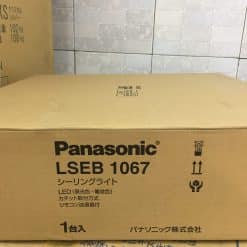 Panasonic
LSEB 1067
シーリングライト
LED(昼光色・電球色)
カチット取付方式
リモコン送信器付
1台入
パナソニック株式会社